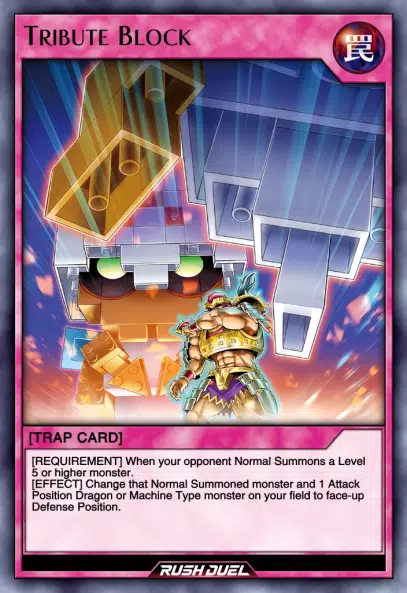 TRIBUTE BLOCK
罠
[TRAP CARD]
[REQUIREMENT] When your opponent Normal Summons a Level
5 or higher monster.
[EFFECT] Change that Normal Summoned monster and 1 Attack
Position Dragon or Machine Type monster on your field to face-up
Defense Position.
RUSH DUEL